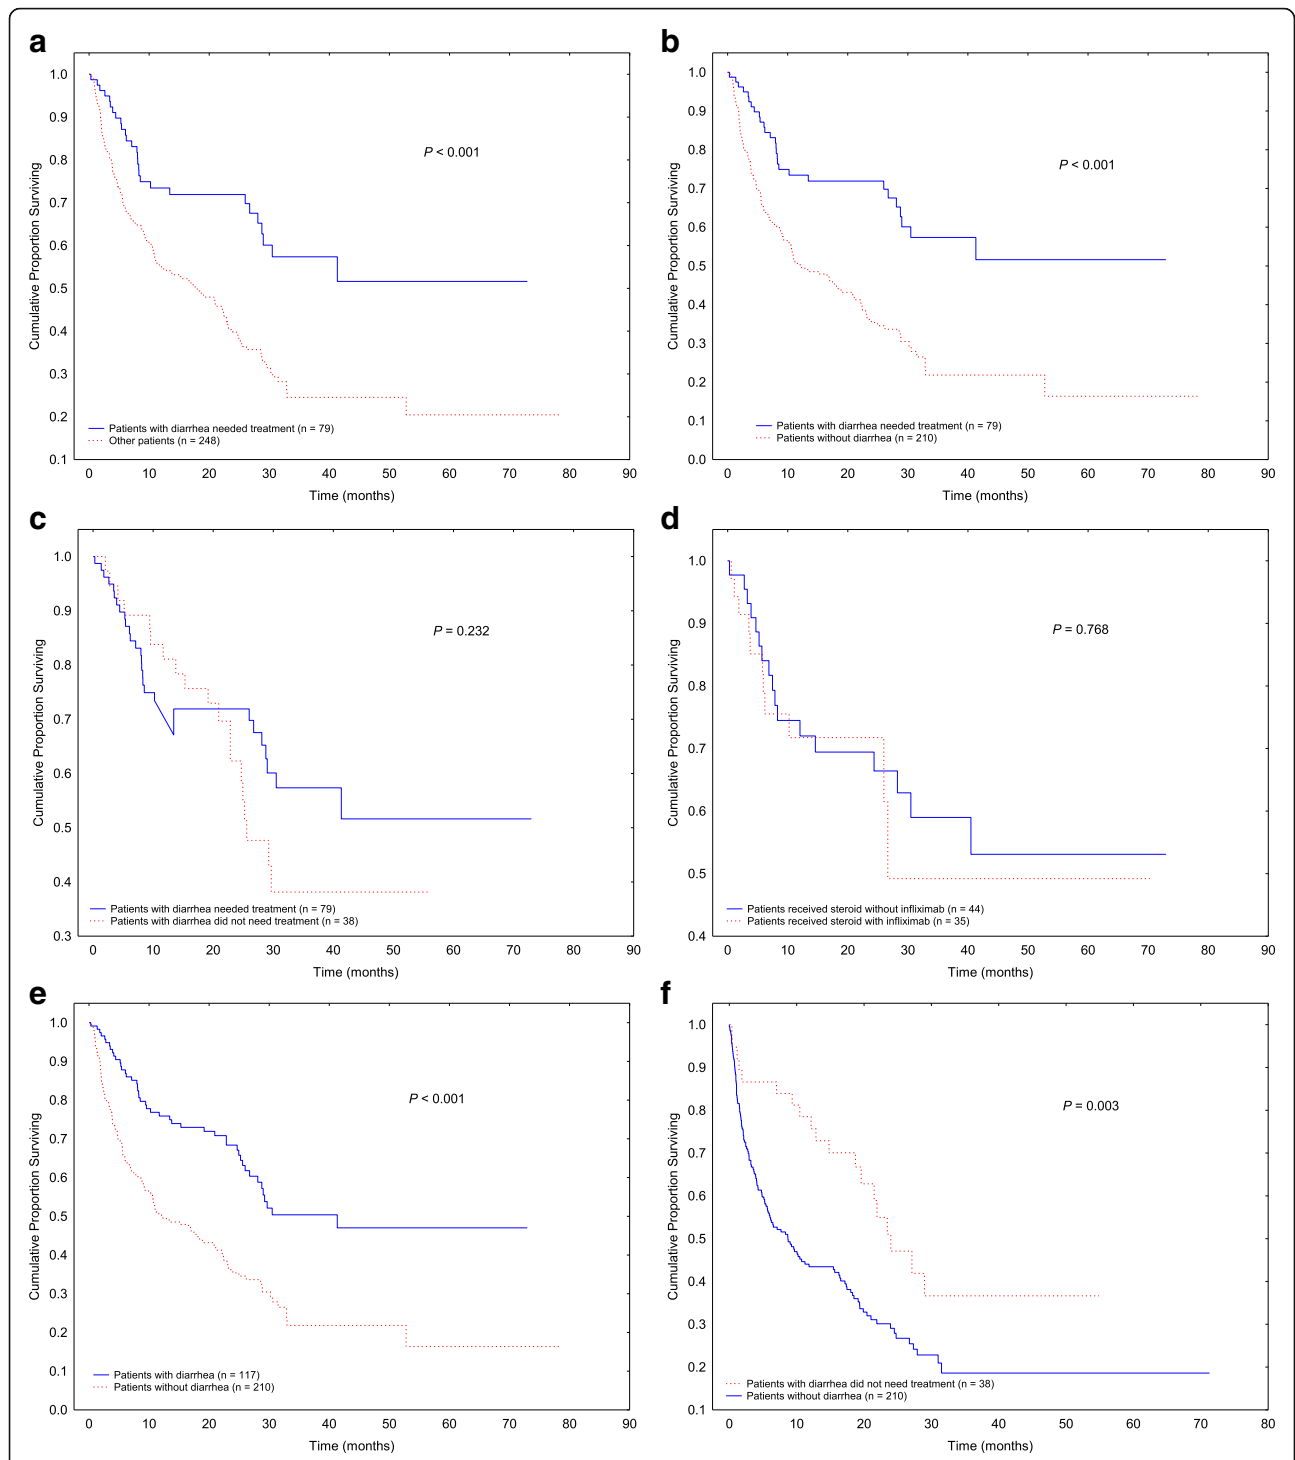 a
1.0
0.9
0.8
0.7
0.6
0.5
0.4
0.3
0.2
0.1
Cumulative Proportion Surviving
P < 0.001
Patients with diarrhea needed treatment (n = 79)
Other patients (n = 248)
0 10 20 30 40 50 60 70 80 90
Time (months)
b
1.0
0.9
0.8
0.7
0.6
0.5
0.4
0.3
0.2
0.1
0.0
Cumulative Proportion Surviving
P < 0.001
Patients with diarrhea needed treatment (n = 79)
Patients without diarrhea (n = 210)
0 10 20 30 40 50 60 70 80 90
Time (months)
c
1.0
0.9
0.8
0.7
0.6
0.5
0.4
0.3
Cumulative Proportion Surviving
P = 0.232
Patients with diarrhea needed treatment (n = 79)
Patients with diarrhea did not need treatment (n = 38)
0 10 20 30 40 50 60 70 80 90
Time (months)
d
1.0
0.9
0.8
0.7
0.6
0.5
0.4
Cumulative Proportion Surviving
P = 0.768
Patients received steroid without infliximab (n = 44)
Patients received steroid with infliximab (n = 35)
0 10 20 30 40 50 60 70 80 90
Time (months)
e
1.0
0.9
0.8
0.7
0.6
0.5
0.4
0.3
0.2
0.1
0.0
Cumulative Proportion Surviving
P < 0.001
Patients with diarrhea (n = 117)
Patients without diarrhea (n = 210)
0 10 20 30 40 50 60 70 80 90
Time (months)
f
1.0
0.9
0.8
0.7
0.6
0.5
0.4
0.3
0.2
0.1
Cumulative Proportion Surviving
P = 0.003
Patients with diarrhea did not need treatment (n = 38)
Patients without diarrhea (n = 210)
0 10 20 30 40 50 60 70 80
Time (months)